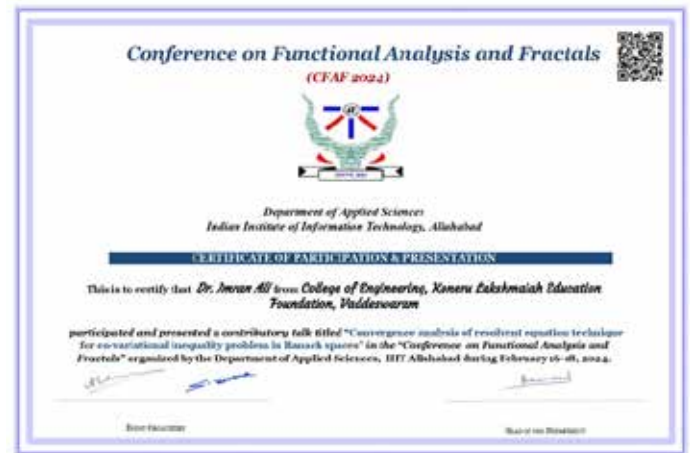 Conference on Functional Analysis and Fractals
(CFAF 2024)
Department of Applied Sciences
Indian Institute of Information Technology, Allahabad
CERTIFICATE OF PARTICIPATION & PRESENTATION
This is to certify that Dr. Imran Ali from College of Engineering, Koneru Lakshmaiah Education
Foundation, Vaddeswaram
participated and presented a contributory talk titled "Convergence analysis of resolvent equation technique
for co-variational inequality problem in Banach spaces" in the "Conference on Functional Analysis and
Fractals" organized by the Department of Applied Sciences, IIIT Allahabad during February 16-18, 2024.
HEAD OF THE DEPARTMENT